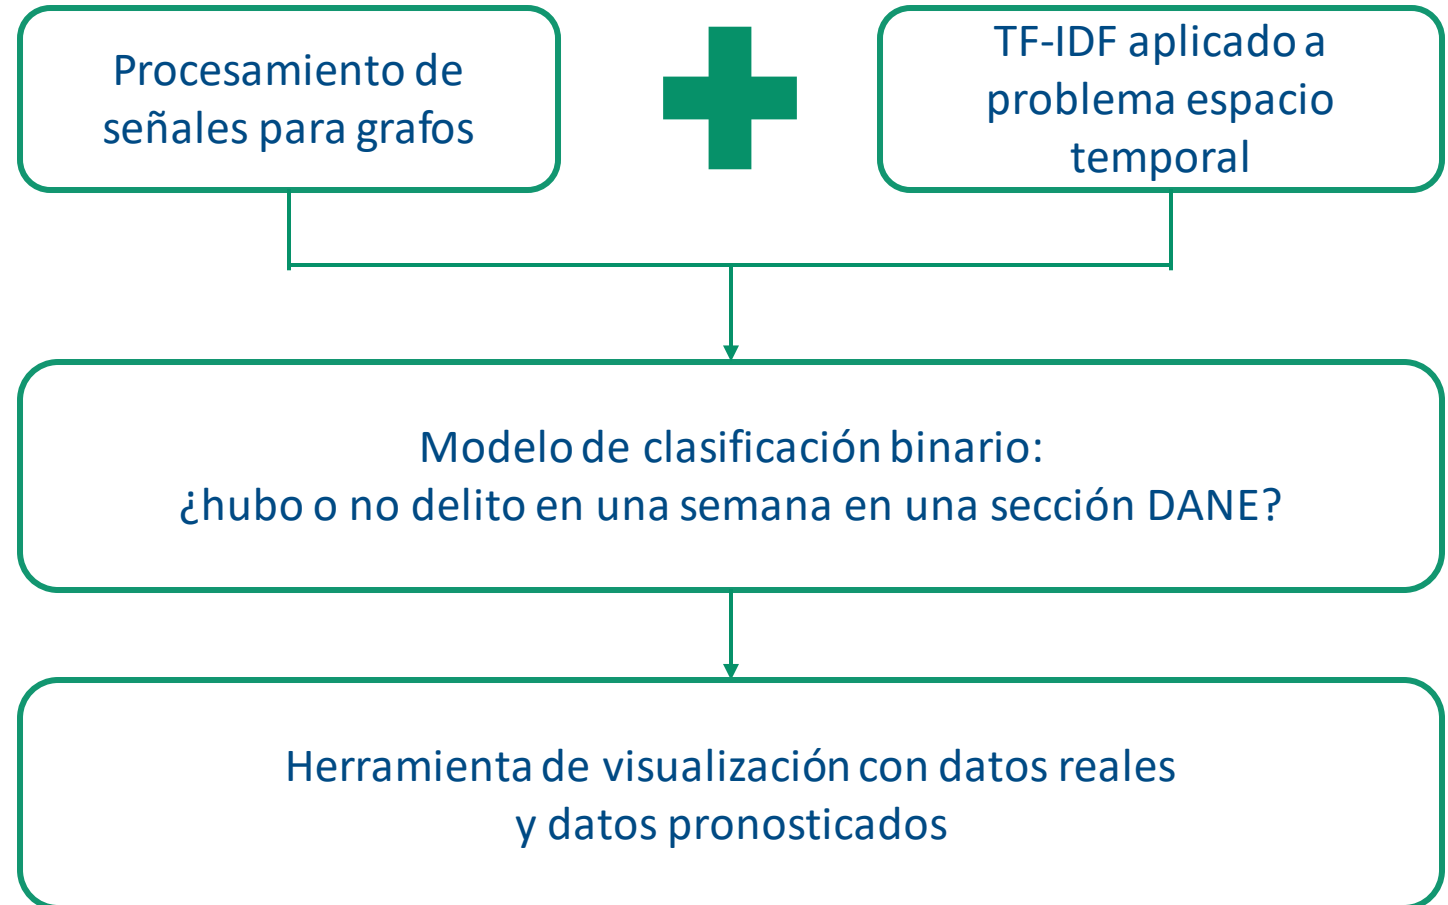 Procesamiento de
señales para grafos
TF-IDF aplicado a
problema espacio
temporal
Modelo de clasificación binario:
¿hubo o no delito en una semana en una sección DANE?
Herramienta de visualización con datos reales
y datos pronosticados